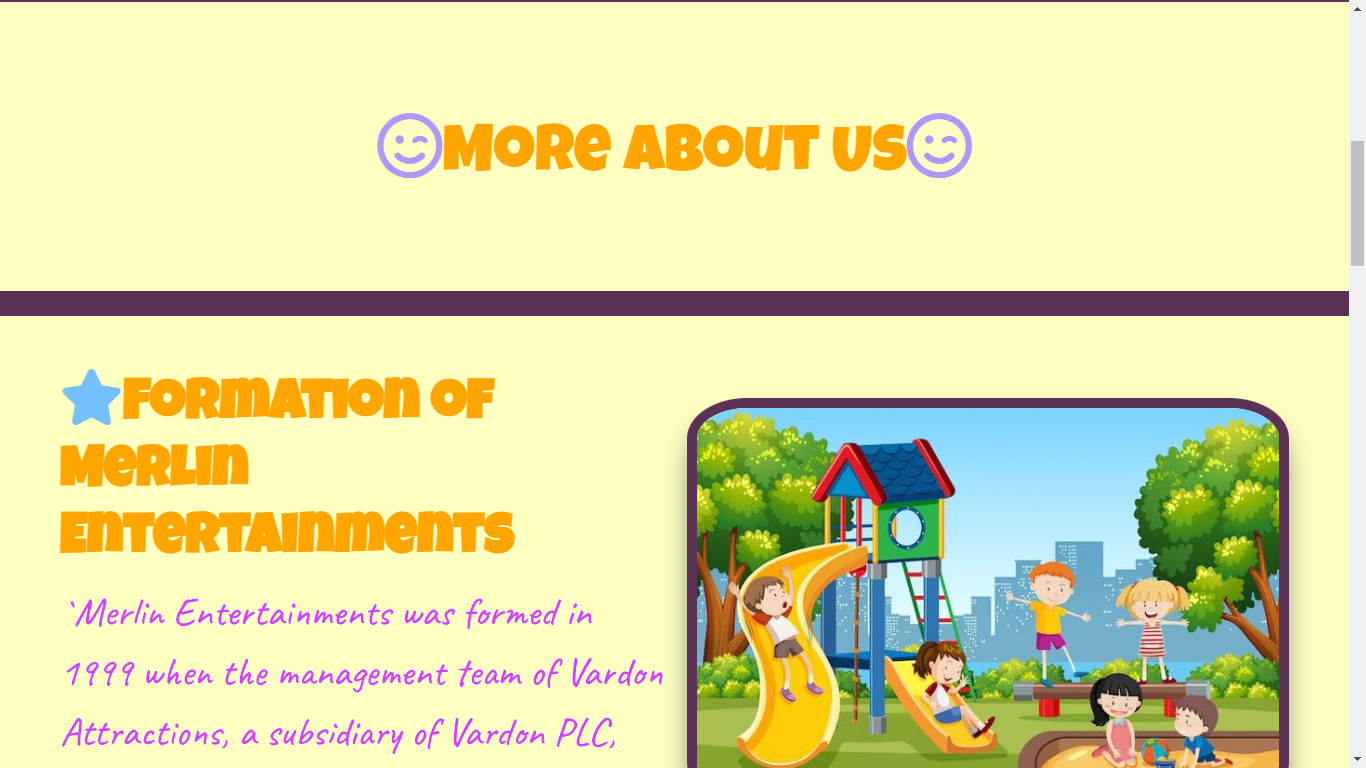 MORE ABOUT US
FORMATION OF
MERLIN
ENTERTAINMENTS
`Merlin Entertainments was formed in
1999 when the management team of Vardon
Attractions, a subsidiary of Vardon PLC,